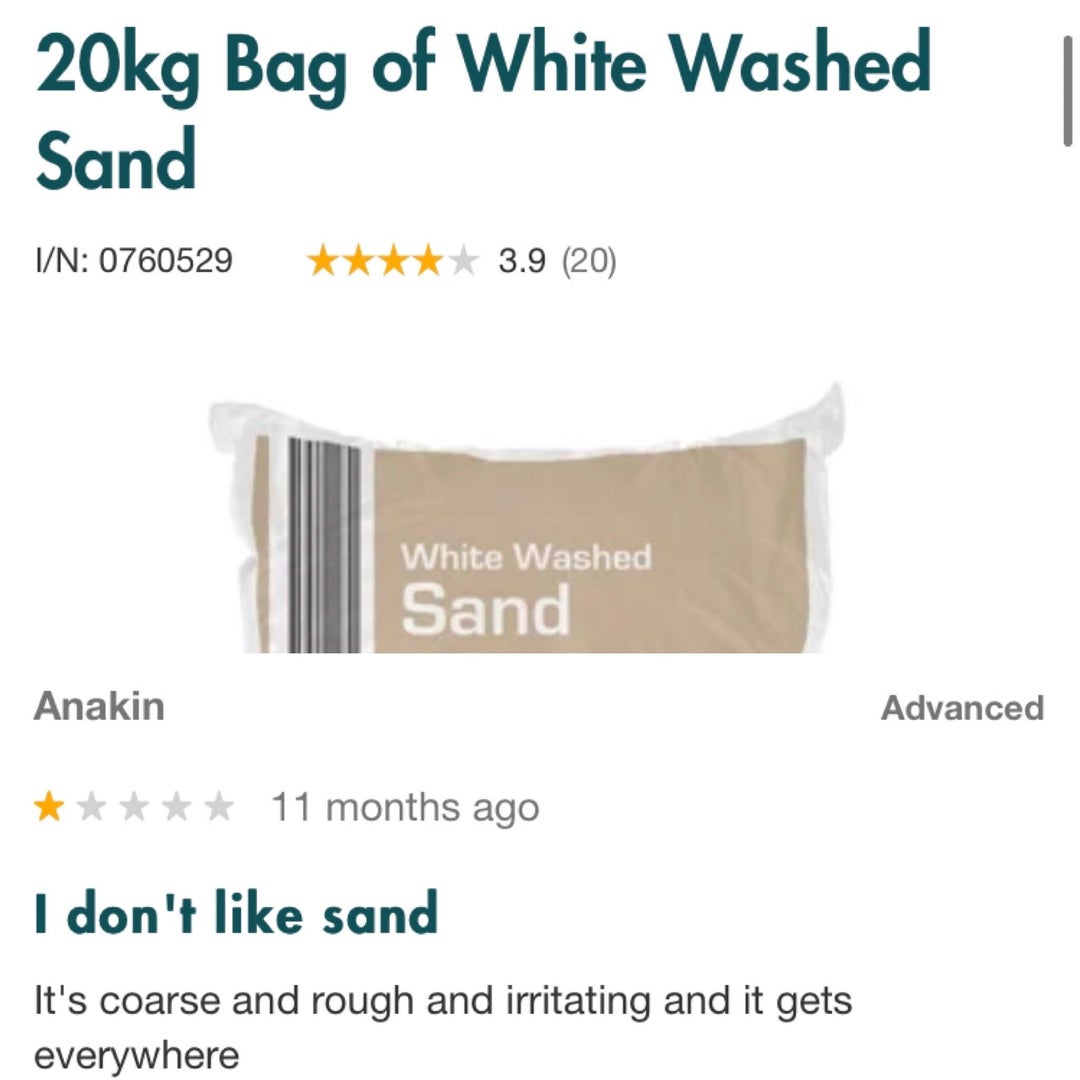 20kg Bag of White Washed
Sand
I/N: 0760529 3.9 (20)
White Washed
Sand
Anakin Advanced
11 months ago
I don't like sand
It's coarse and rough and irritating and it gets
everywhere